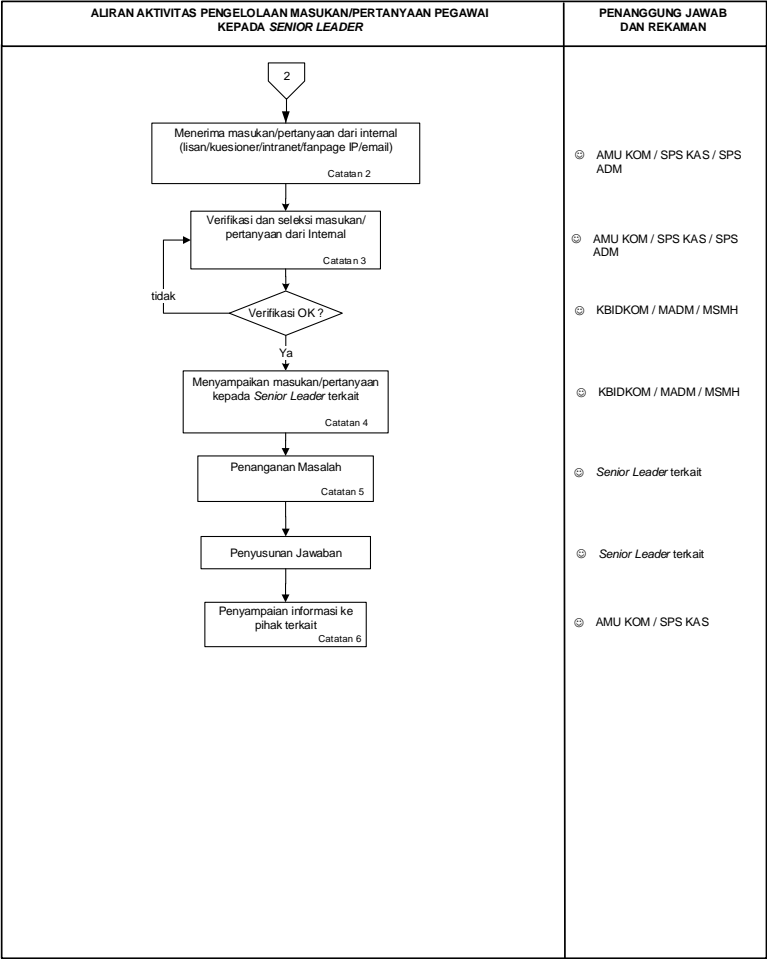 ALIRAN AKTIVITAS PENGELOLAAN MASUKAN/PERTANYAAN PEGAWAI
KEPADA SENIOR LEADER
PENANGGUNG JAWAB
DAN REKAMAN
2
Menerima masukan/pertanyaan dari internal
(lisan/kuesioner/intranet/fanpage IP/email)
Catatan 2
☺ AMU KOM / SPS KAS / SPS
ADM
Verifikasi dan seleksi masukan/
pertanyaan dari Internal
Catatan 3
☺ AMU KOM / SPS KAS / SPS
ADM
tidak
Verifikasi OK ?
☺ KBIDKOM / MADM / MSMH
Ya
Menyampaikan masukan/pertanyaan
kepada Senior Leader terkait
Catatan 4
☺ KBIDKOM / MADM / MSMH
Penanganan Masalah
Catatan 5
☺ Senior Leader terkait
Penyusunan Jawaban
☺ Senior Leader terkait
Penyampaian informasi ke
pihak terkait
Catatan 6
☺ AMU KOM / SPS KAS